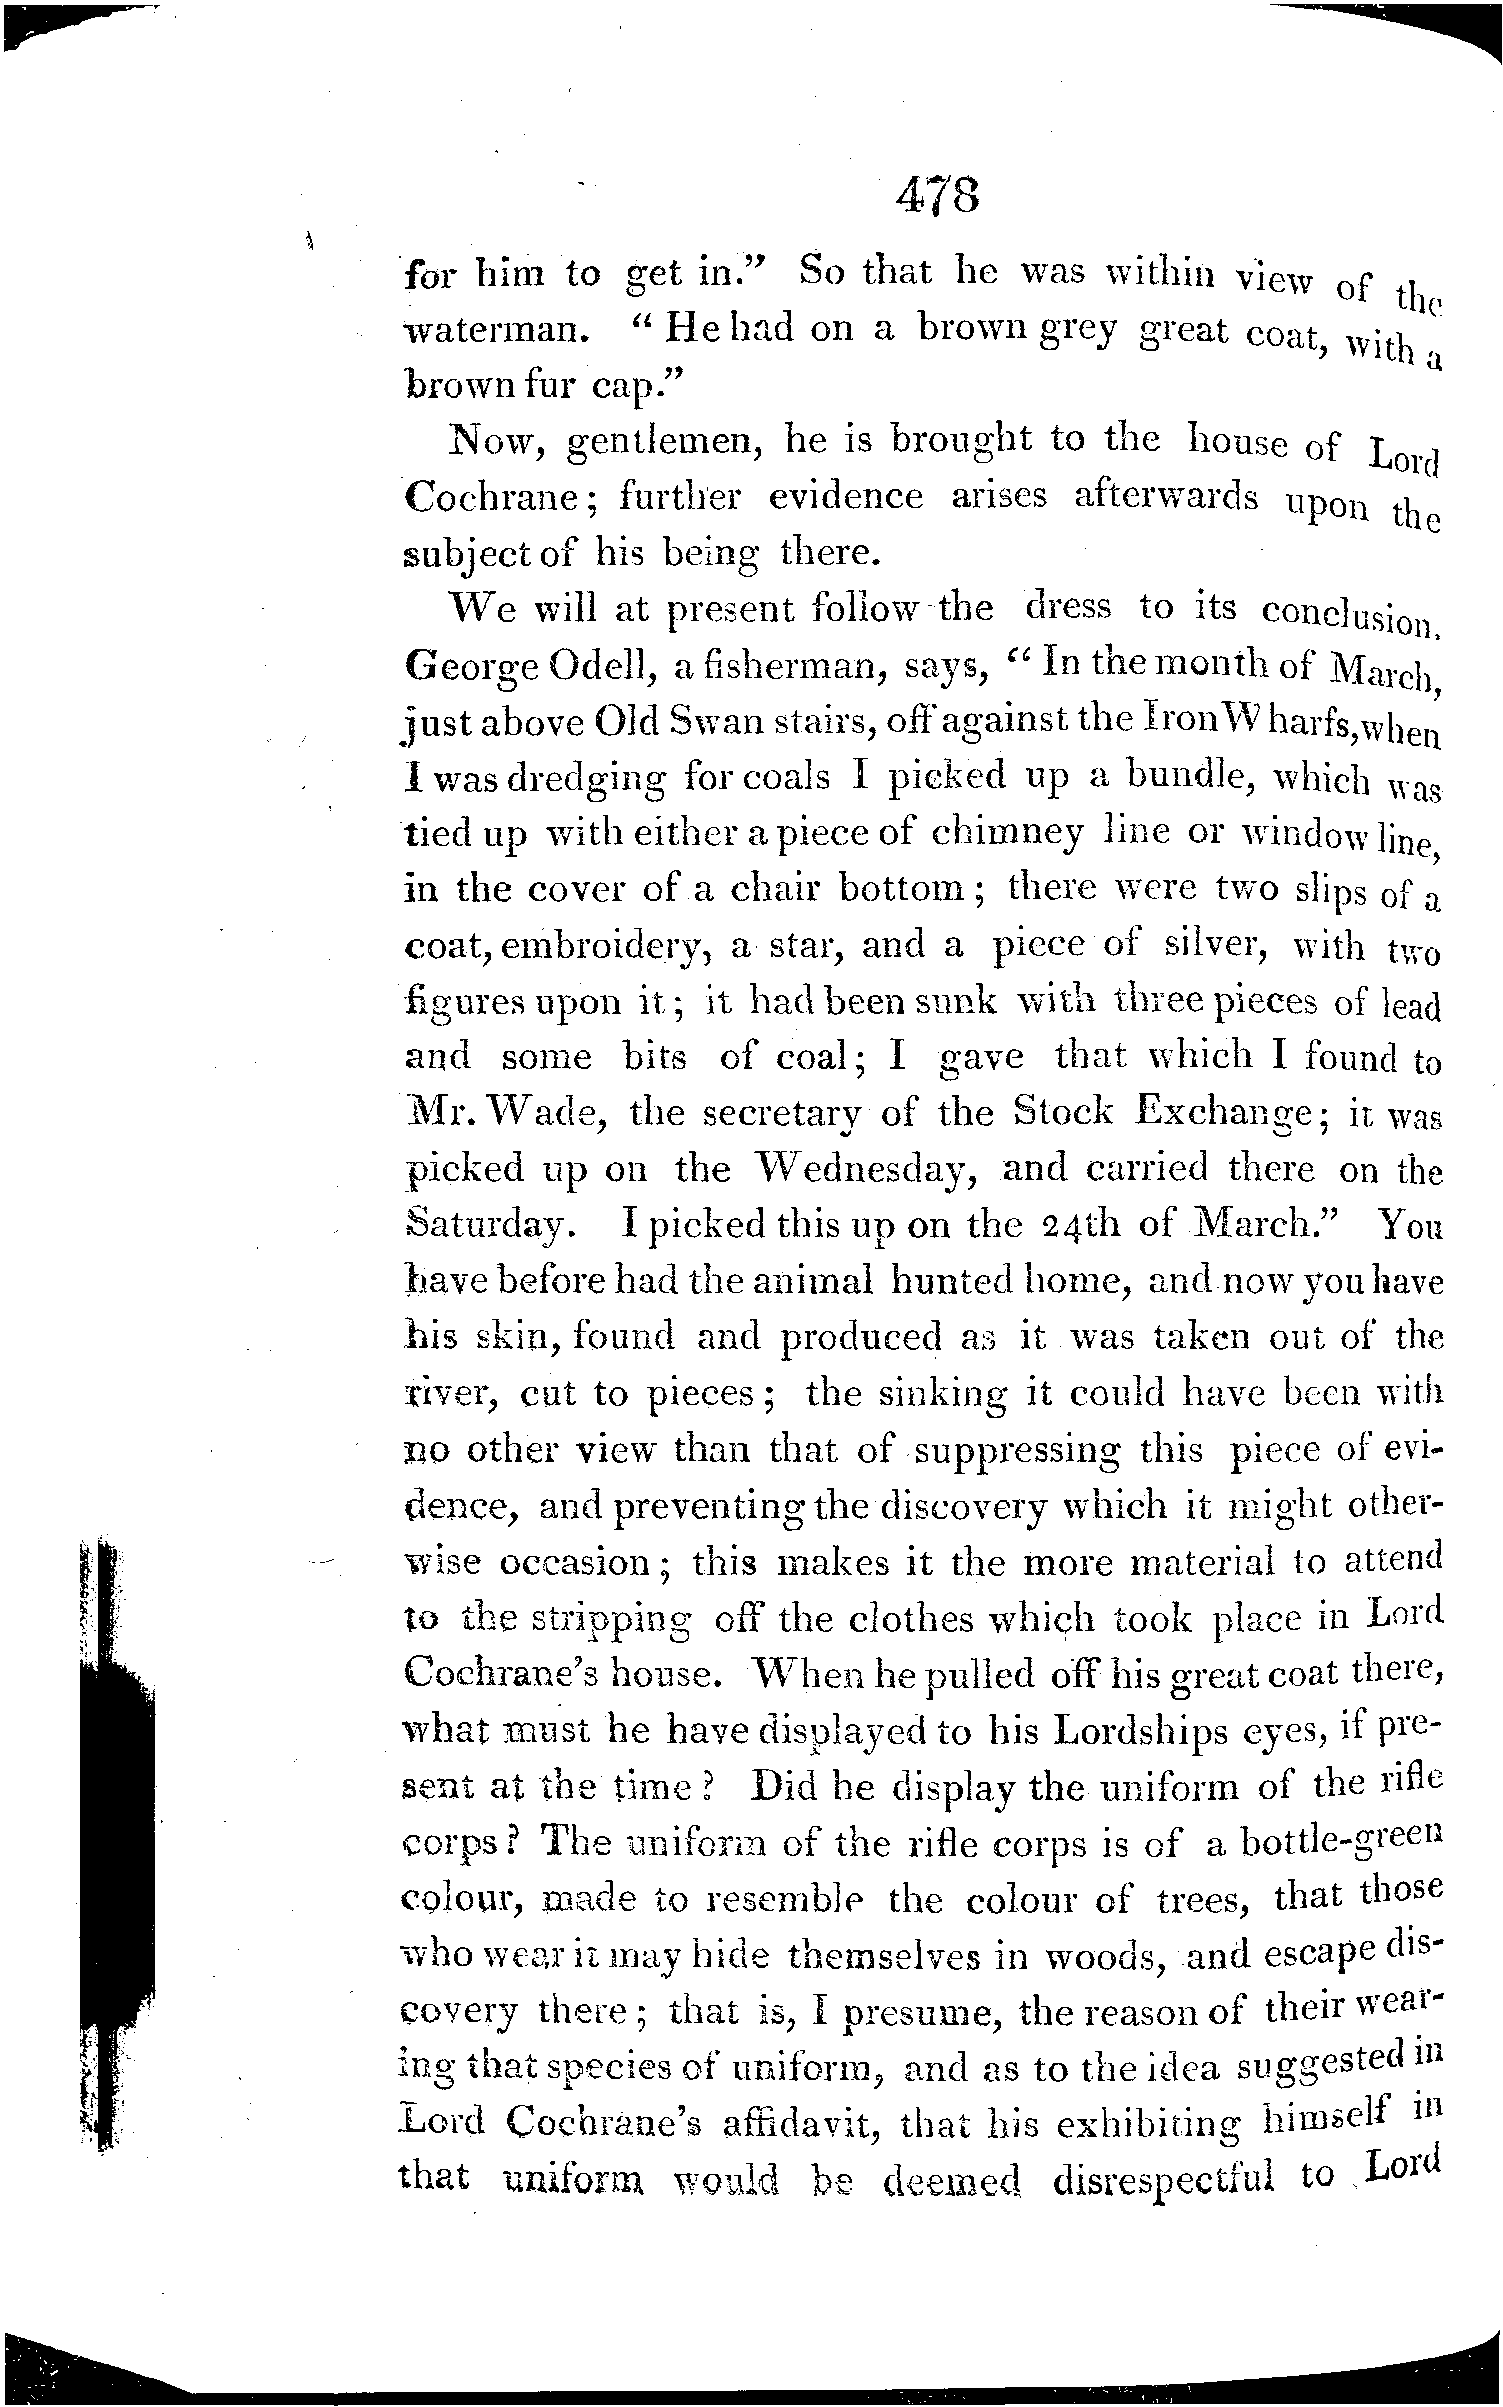 478
for him to get in." So that he was within view of the
waterman. "He had on a brown grey great coat, with a
brown fur cap."
Now, gentlemen, he is brought to the house of Lord
Cochrane; further evidence arises afterwards upon the
subject of his being there.
We will at present follow the dress to its conclusion.
George Odell, a fisherman, says, "In the month of March,
just above Old Swan stairs, off against the Iron Wharfs, when
I was dredging for coals I picked up a bundle, which was
tied up with either a piece of chimney line or window line,
in the cover of a chair bottom; there were two slips of a
coat, embroidery, a star, and a piece of silver, with two
figures upon it; it had been sunk with three pieces of lead
and some bits of coal; I gave that which I found to
Mr. Wade, the secretary of the Stock Exchange; it was
picked up on the Wednesday, and carried there on the
Saturday. I picked this up on the 24th of March." You
have before had the animal hunted home, and now you have
his skin, found and produced as it was taken out of the
river, cut to pieces; the sinking it could have been with
no other view than that of suppressing this piece of evi-
dence, and preventing the discovery which it might other-
wise occasion; this makes it the more material to attend
to the stripping off the clothes which took place in Lord
Cochrane's house. When he pulled off his great coat there,
what must he have displayed to his Lordships eyes, if pre-
sent at the time? Did he display the uniform of the rifle
corps? The uniform of the rifle corps is of a bottle-green
colour, made to resemble the colour of trees, that those
who wear it may hide themselves in woods, and escape dis-
covery there; that is, I presume, the reason of their wear-
ing that species of uniform, and as to the idea suggested in
Lord Cochrane's affidavit, that his exhibiting himself in
that uniform would be deemed disrespectful to Lord